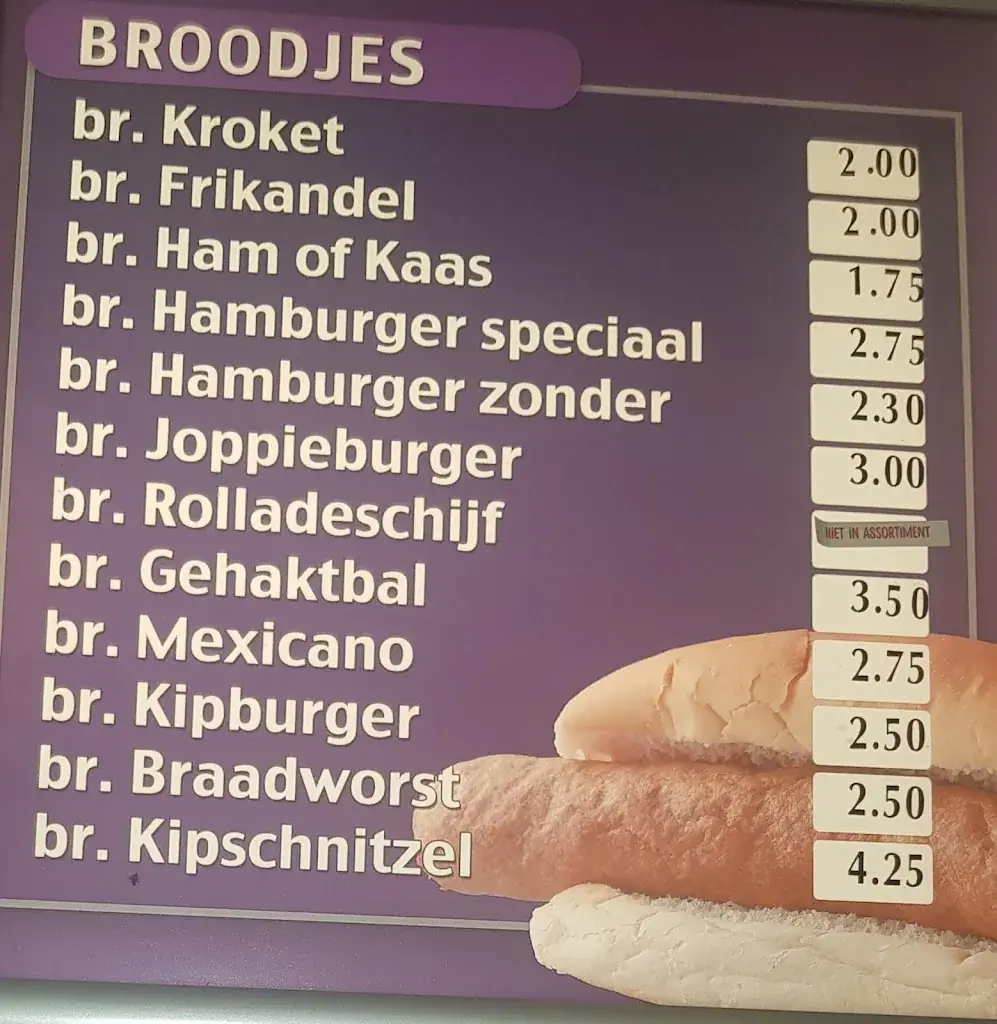 BROODJES
br. Kroket 2.00
br. Frikandel 2.00
br. Ham of Kaas 1.75
br. Hamburger speciaal 2.75
br. Hamburger zonder 2.30
br. Joppieburger 3.00
br. Rolladeschijf NIET IN ASSORTIMENT
br. Gehaktbal 3.50
br. Mexicano 2.75
br. Kipburger 2.50
br. Braadworst 2.50
br. Kipschnitzel 4.25